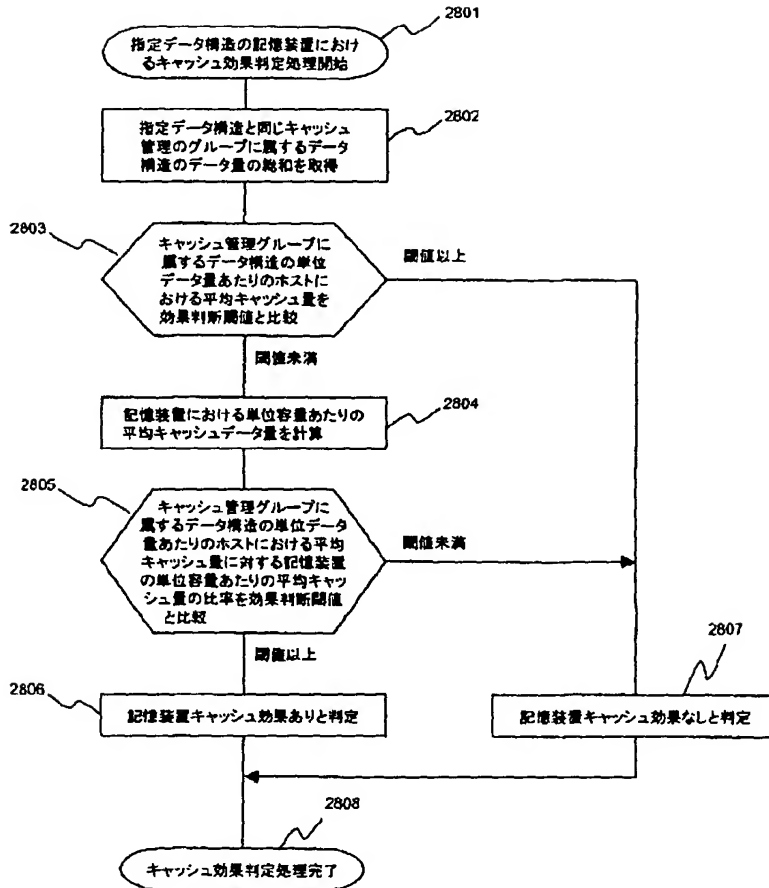 2801
指定データ構造の記憶装置におけ
るキャッシュ効果判定処理開始
2802
指定データ構造と同じキャッシュ
管理のグループに属するデータ
構造のデータ量の総和を取得
2803
キャッシュ管理グループに
属するデータ構造の単位
データ量あたりのホストに
おける平均キャッシュ量を
効果判断閾値と比較
閾値以上
閾値未満
2804
記憶装置における単位容量あたりの
平均キャッシュデータ量を計算
2805
キャッシュ管理グループに
属するデータ構造の単位データ
量あたりのホストにおける平均
キャッシュ量に対する記憶装置
の単位容量あたりの平均キャッ
シュ量の比率を効果判断閾値
と比較
閾値未満
閾値以上
2806
記憶装置キャッシュ効果ありと判定
2807
記憶装置キャッシュ効果なしと判定
2808
キャッシュ効果判定処理完了